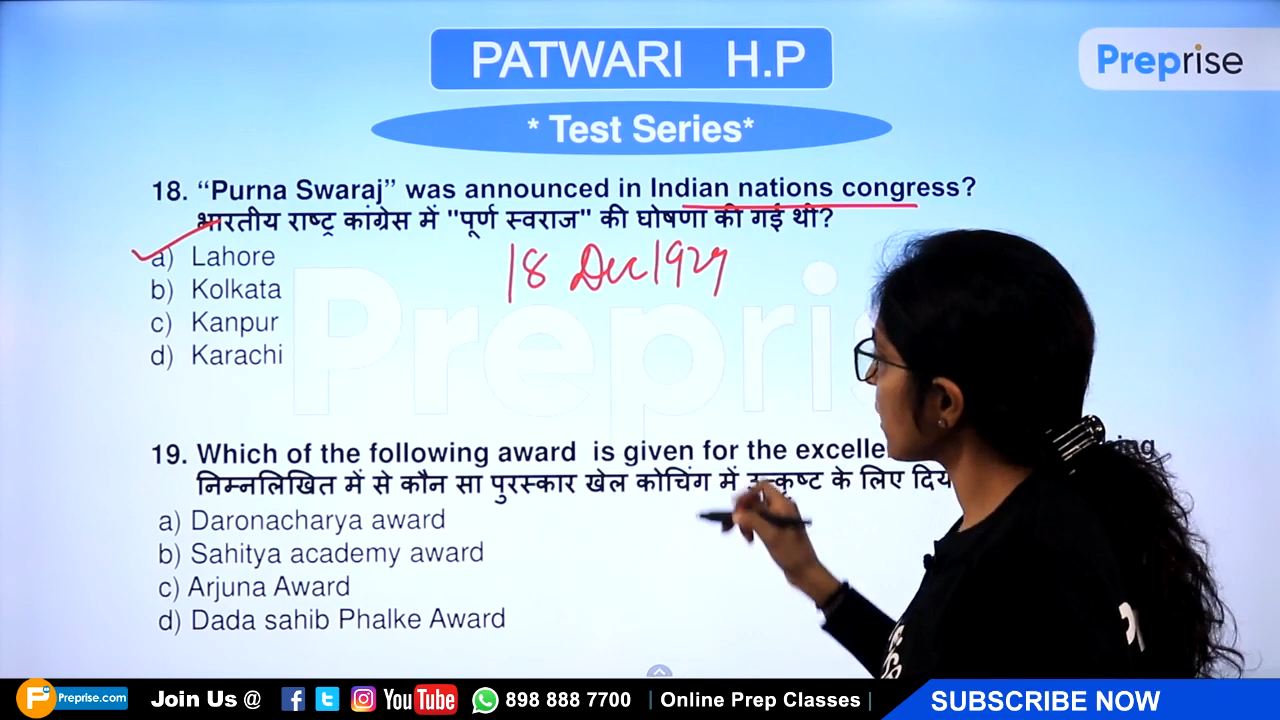 PATWARI H.P
Preprise
* Test Series*
18. “Purna Swaraj” was announced in Indian nations congress?
भारतीय राष्ट्र कांग्रेस में "पूर्ण स्वराज" की घोषणा की गई थी?
a) Lahore
18 Dec 1929
b) Kolkata
c) Kanpur
d) Karachi
Prepris
19. Which of the following award is given for the excelle
निम्नलिखित में से कौन सा पुरस्कार खेल कोचिंग में उत्कृष्ट के लिए दिय
a) Daronacharya award
b) Sahitya academy award
c) Arjuna Award
d) Dada sahib Phalke Award
Preprise.com Join Us @ YouTube 898 888 7700 | Online Prep Classes | SUBSCRIBE NOW